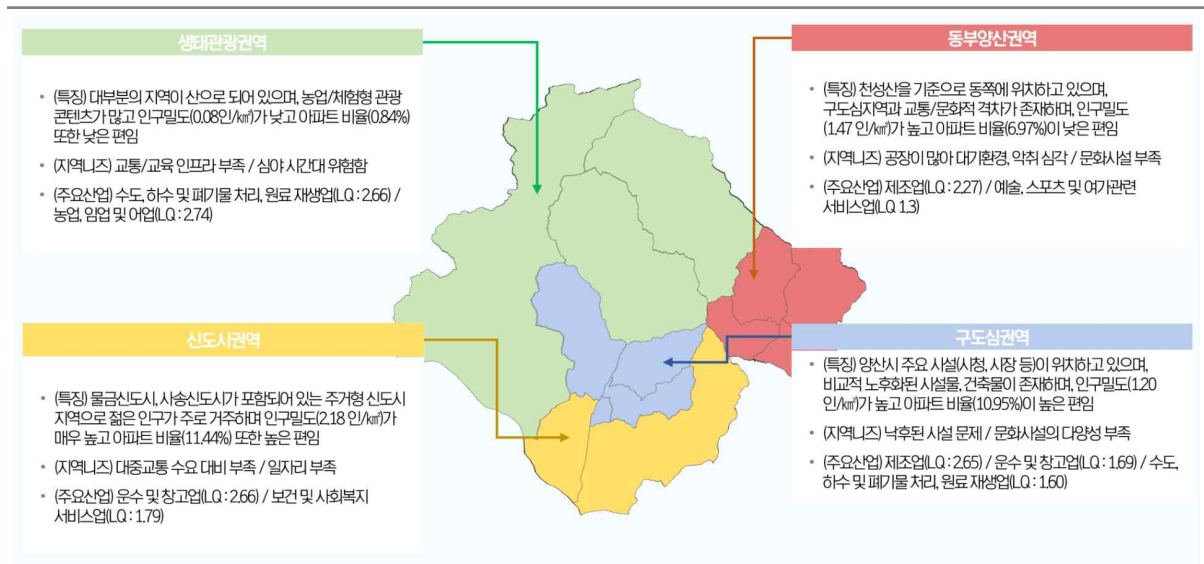 생태관광권역
• (특징) 대부분의 지역이 산으로 되어 있으며, 농업/체험형 관광
콘텐츠가 많고 인구밀도(0.08인/㎢)가 낮고 아파트 비율(0.84%)
또한 낮은 편임
• (지역니즈) 교통/교육 인프라 부족 / 심야 시간대 위험함
• (주요산업) 수도, 하수 및 폐기물 처리, 원료 재생업(LQ : 2.66) /
농업, 임업 및 어업(LQ : 2.74)
동부양산권역
• (특징) 천성산을 기준으로 동쪽에 위치하고 있으며,
구도심지역과 교통/문화적 격차가 존재하며, 인구밀도
(1.47 인/㎢)가 높고 아파트 비율(6.97%)이 낮은 편임
• (지역니즈) 공장이 많아 대기환경, 악취 심각 / 문화시설 부족
• (주요산업) 제조업(LQ : 2.27) / 예술, 스포츠 및 여가관련
서비스업(LQ 1.3)
신도시권역
• (특징) 물금신도시, 사송신도시가 포함되어 있는 주거형 신도시
지역으로 젊은 인구가 주로 거주하며 인구밀도(2.18 인/㎢)가
매우 높고 아파트 비율(11.44%) 또한 높은 편임
• (지역니즈) 대중교통 수요 대비 부족 / 일자리 부족
• (주요산업) 운수 및 창고업(LQ : 2.66) / 보건 및 사회복지
서비스업(LQ : 1.79)
구도심권역
• (특징) 양산시 주요 시설(시청, 시장 등)이 위치하고 있으며,
비교적 노후화된 시설물, 건축물이 존재하며, 인구밀도(1.20
인/㎢)가 높고 아파트 비율(10.95%)이 높은 편임
• (지역니즈) 낙후된 시설 문제 / 문화시설의 다양성 부족
• (주요산업) 제조업(LQ : 2.65) / 운수 및 창고업(LQ : 1.69) / 수도,
하수 및 폐기물 처리, 원료 재생업(LQ : 1.60)